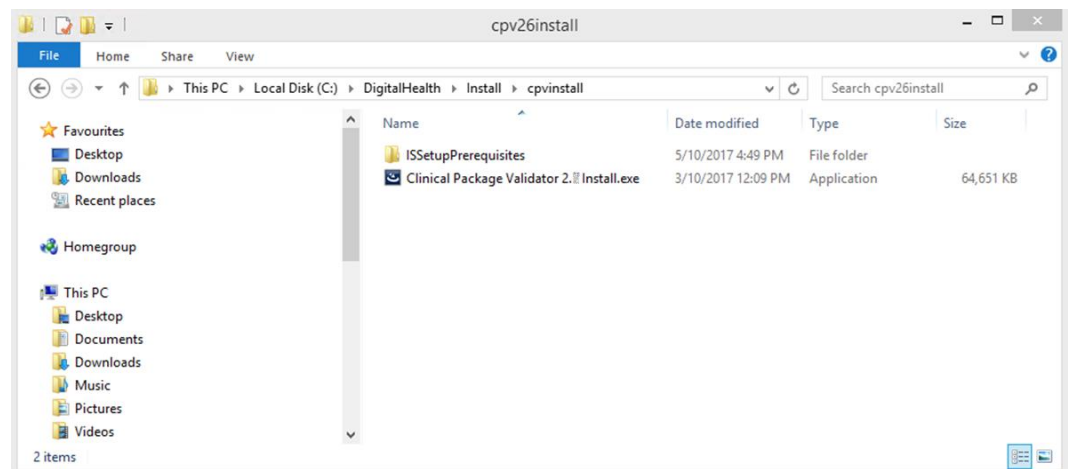 cpv26install
File Home Share View
This PC Local Disk (C:) DigitalHealth Install cpvinstall
Search cpv26install
Favourites
Desktop
Downloads
Recent places
Homegroup
This PC
Desktop
Documents
Downloads
Music
Pictures
Videos
Name Date modified Type Size
ISSetupPrerequisites 5/10/2017 4:49 PM File folder
Clinical Package Validator 2. Install.exe 3/10/2017 12:09 PM Application 64,651 KB
2 items